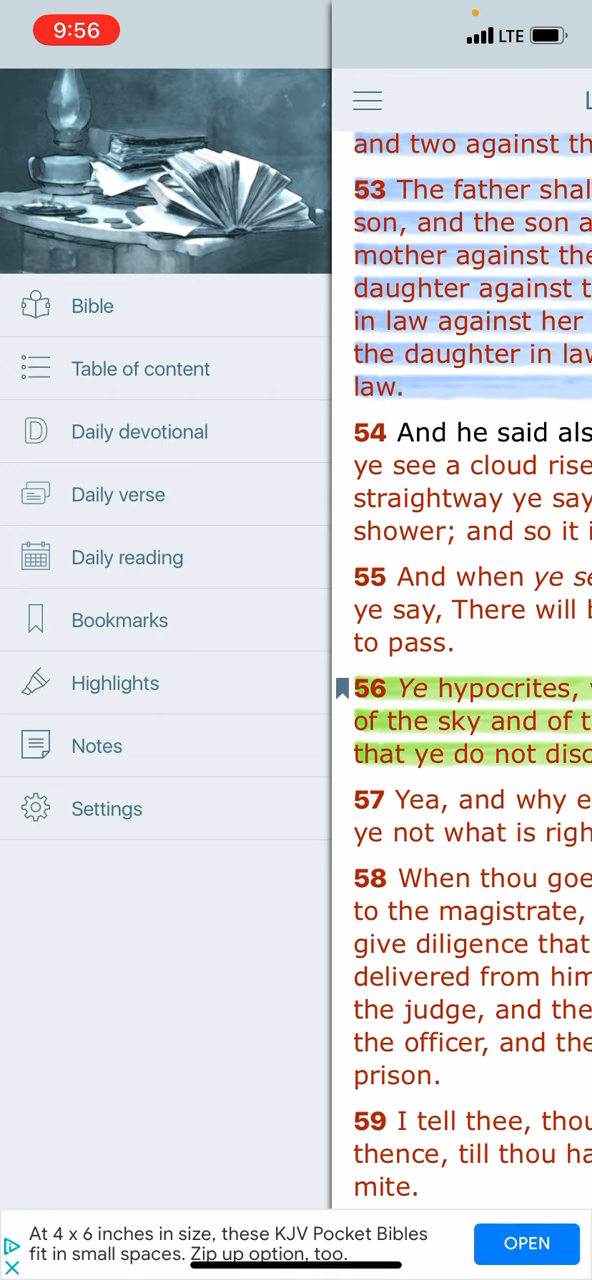 9:56
LTE
Bible
Table of content
Daily devotional
Daily verse
Daily reading
Bookmarks
Highlights
Notes
Settings
L
and two against th
53 The father shal
son, and the son a
mother against the
daughter against t
in law against her
the daughter in law
law.
54 And he said als
ye see a cloud rise
straightway ye say
shower; and so it i
55 And when ye se
ye say, There will b
to pass.
56 Ye hypocrites, 
of the sky and of t
that ye do not disc
57 Yea, and why e
ye not what is righ
58 When thou goe
to the magistrate,
give diligence that
delivered from him
the judge, and the
the officer, and the
prison.
59 I tell thee, thou
thence, till thou ha
mite.
At 4 x 6 inches in size, these KJV Pocket Bibles
fit in small spaces. Zip up option, too.
OPEN